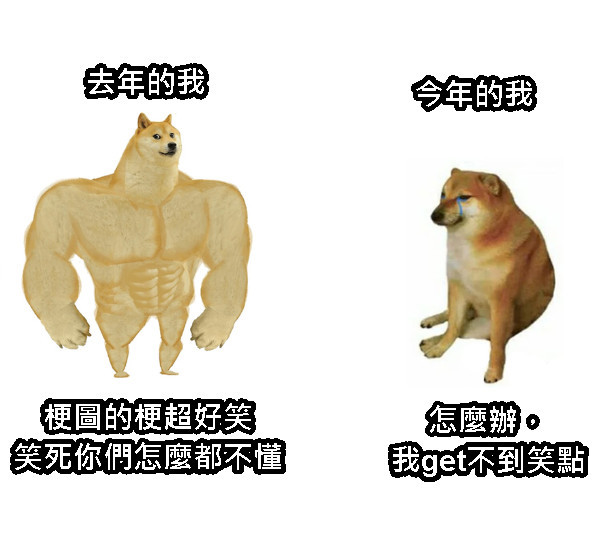 去年的我
今年的我
梗圖的梗超好笑
笑死你們怎麼都不懂
怎麼辦。
我get不到笑點